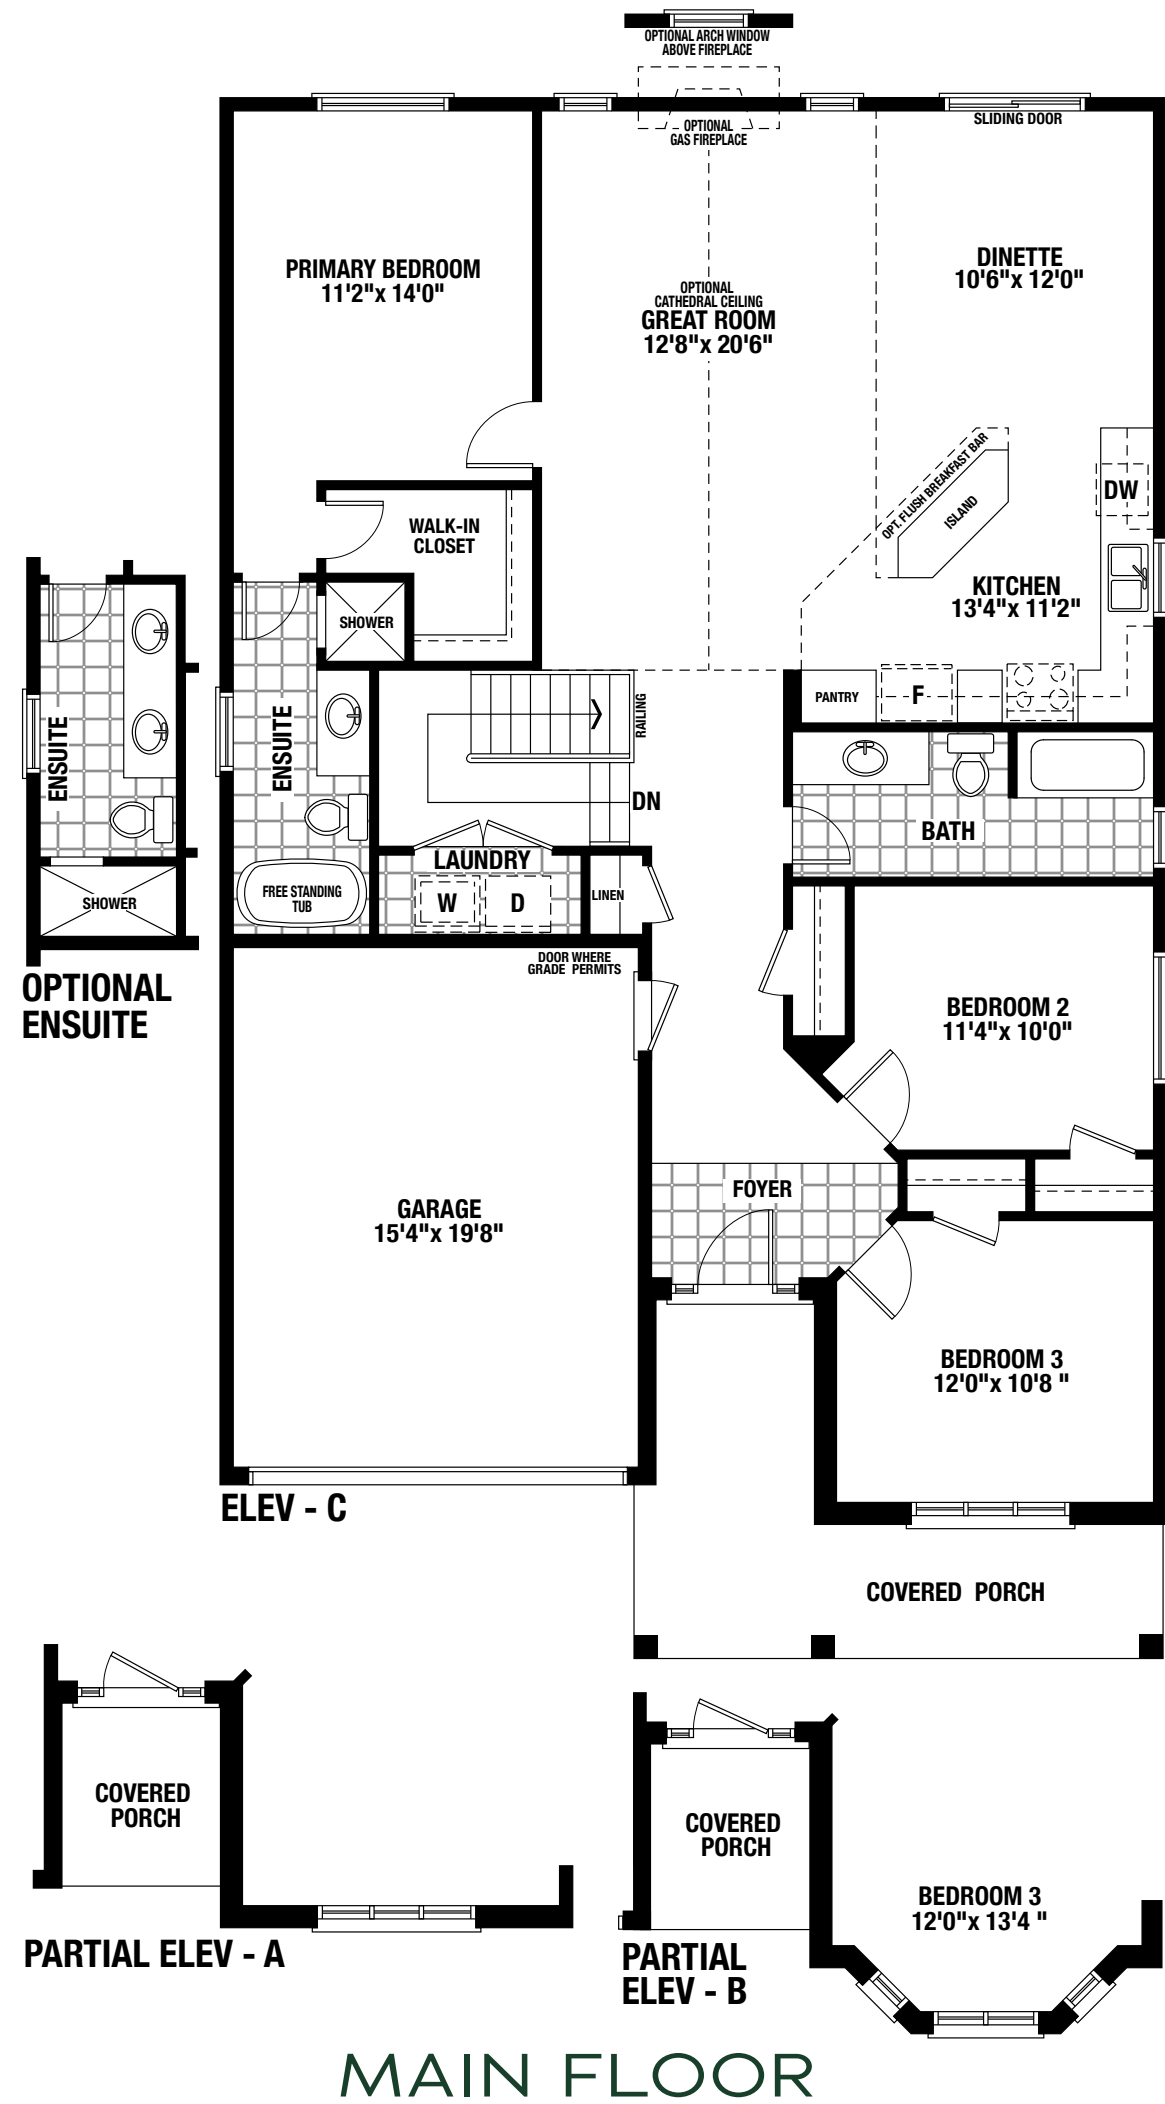 OPTIONAL ARCH WINDOW
ABOVE FIREPLACE
OPTIONAL
GAS FIREPLACE
SLIDING DOOR
PRIMARY BEDROOM
11'2"x 14'0"
OPTIONAL
CATHEDRAL CEILING
GREAT ROOM
12'8"x 20'6"
DINETTE
10'6"x 12'0"
OPT. FLUSH BREAKFAST BAR
ISLAND
DW
WALK-IN
CLOSET
KITCHEN
13'4"x 11'2"
SHOWER
PANTRY
F
RAILING
ENSUITE
ENSUITE
DN
BATH
LAUNDRY
W
D
LINEN
FREE STANDING
TUB
SHOWER
OPTIONAL
ENSUITE
DOOR WHERE
GRADE PERMITS
BEDROOM 2
11'4"x 10'0"
FOYER
GARAGE
15'4"x 19'8"
BEDROOM 3
12'0"x 10'8 "
ELEV - C
COVERED PORCH
COVERED
PORCH
PARTIAL ELEV - A
COVERED
PORCH
BEDROOM 3
12'0"x 13'4 "
PARTIAL
ELEV - B
MAIN FLOOR